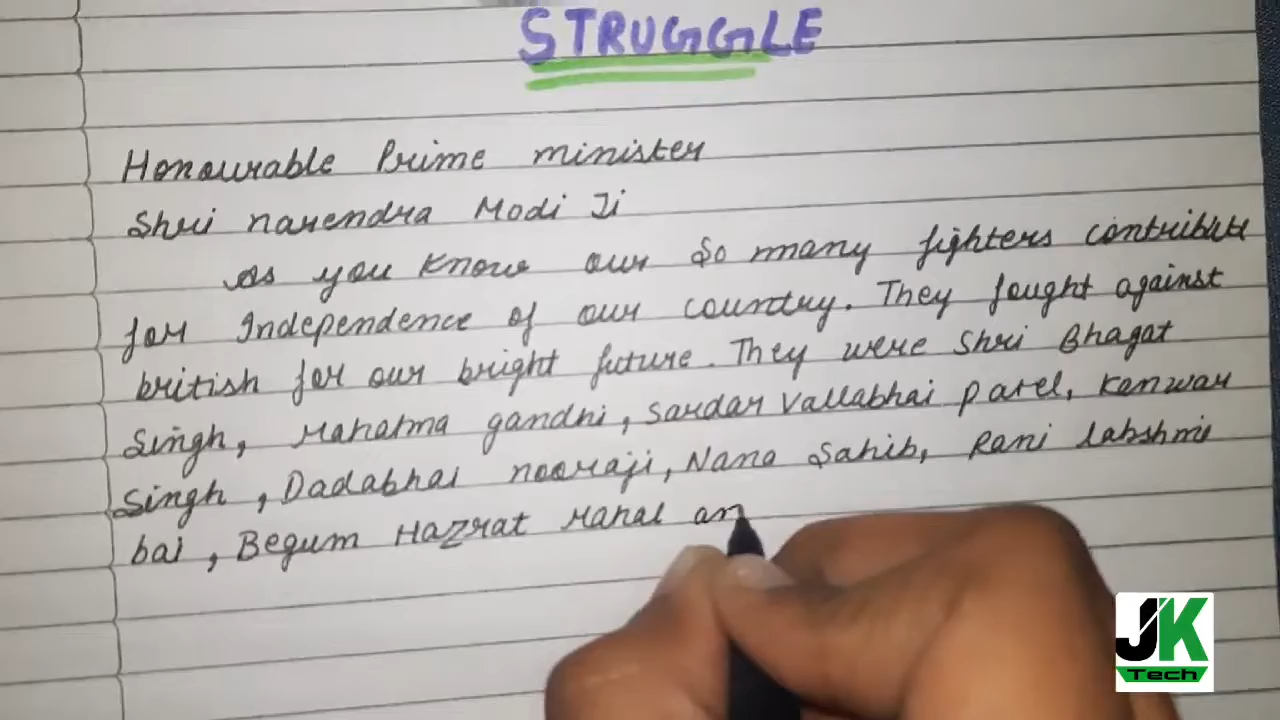 STRUGGLE
Honourable Prime minister
Shri narendra Modi Ji
as you know our so many fighters contribute
for Independence of our country. They fought against
british for our bright future. They were Shri Bhagat
Singh, Mahatma gandhi, Sardar Vallabhai patel, Kanwar
Singh, Dadabhai nooraji, Nana Sahib, Rani lakshmi
bai, Begum Hazrat Mahal an
JK
Tech